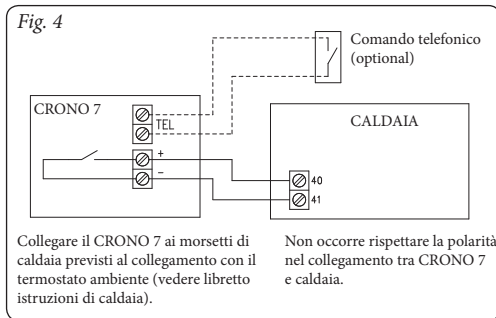 Fig. 4
Comando telefonico
(optional)
CRONO 7
TEL
+
–
CALDAIA
40
41
Collegare il CRONO 7 ai morsetti di
caldaia previsti al collegamento con il
termostato ambiente (vedere libretto
istruzioni di caldaia).
Non occorre rispettare la polarità
nel collegamento tra CRONO 7
e caldaia.